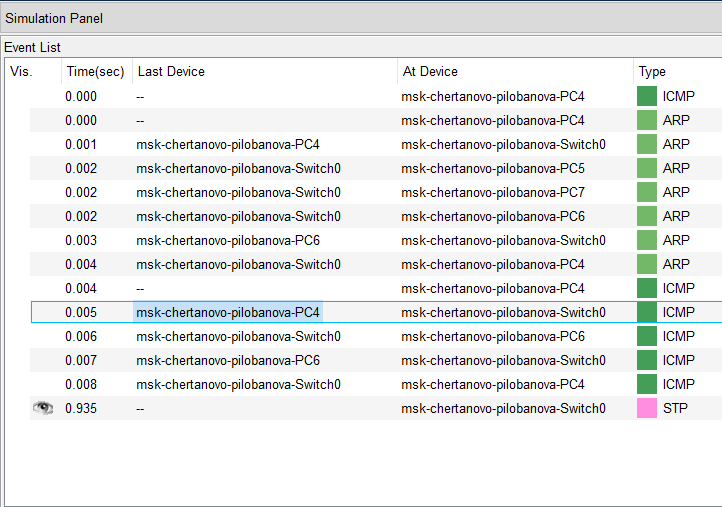 Simulation Panel
Event List
Vis. Time(sec) Last Device At Device Type
0.000 -- msk-chertanovo-pilobanova-PC4 ICMP
0.000 -- msk-chertanovo-pilobanova-PC4 ARP
0.001 msk-chertanovo-pilobanova-PC4 msk-chertanovo-pilobanova-Switch0 ARP
0.002 msk-chertanovo-pilobanova-Switch0 msk-chertanovo-pilobanova-PC5 ARP
0.002 msk-chertanovo-pilobanova-Switch0 msk-chertanovo-pilobanova-PC7 ARP
0.002 msk-chertanovo-pilobanova-Switch0 msk-chertanovo-pilobanova-PC6 ARP
0.003 msk-chertanovo-pilobanova-PC6 msk-chertanovo-pilobanova-Switch0 ARP
0.004 msk-chertanovo-pilobanova-Switch0 msk-chertanovo-pilobanova-PC4 ARP
0.004 -- msk-chertanovo-pilobanova-PC4 ICMP
0.005 msk-chertanovo-pilobanova-PC4 msk-chertanovo-pilobanova-Switch0 ICMP
0.006 msk-chertanovo-pilobanova-Switch0 msk-chertanovo-pilobanova-PC6 ICMP
0.007 msk-chertanovo-pilobanova-PC6 msk-chertanovo-pilobanova-Switch0 ICMP
0.008 msk-chertanovo-pilobanova-Switch0 msk-chertanovo-pilobanova-PC4 ICMP
0.935 -- msk-chertanovo-pilobanova-Switch0 STP